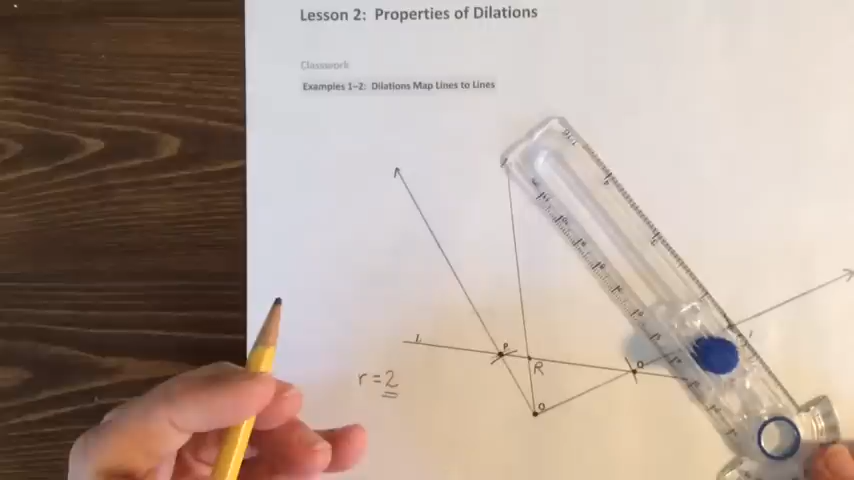 Lesson 2: Properties of Dilations
Classwork
Examples 1–2: Dilations Map Lines to Lines
L
P
R
Q
O
r = 2